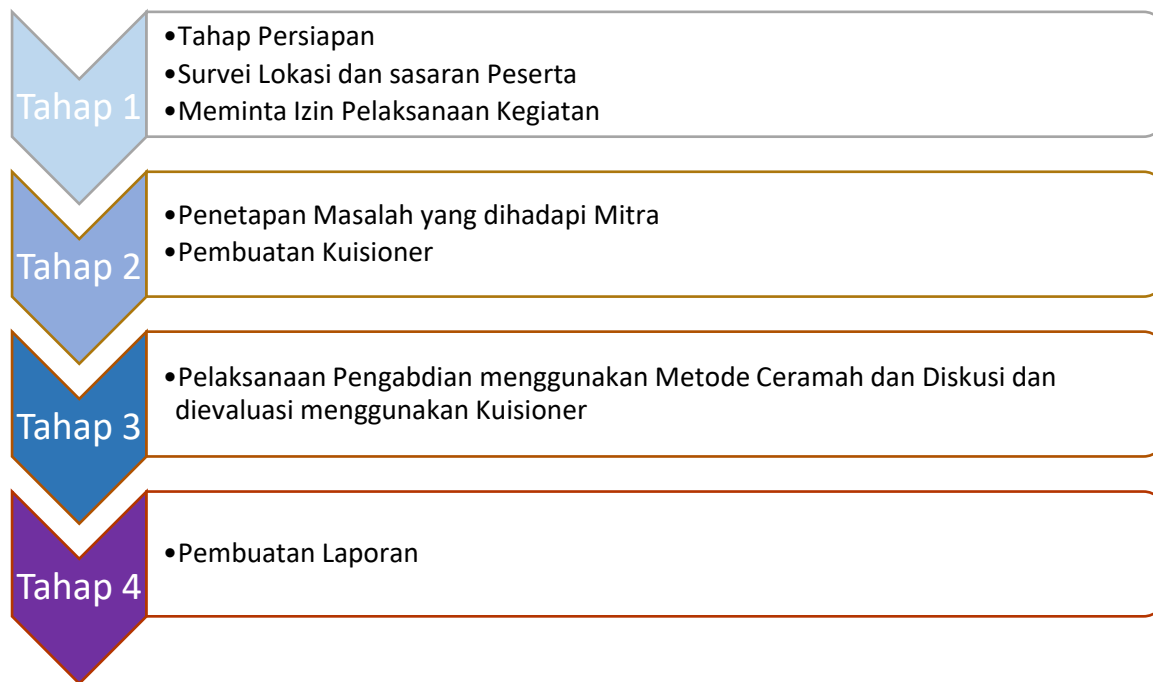 Tahap 1
•Tahap Persiapan
•Survei Lokasi dan sasaran Peserta
•Meminta Izin Pelaksanaan Kegiatan
Tahap 2
•Penetapan Masalah yang dihadapi Mitra
•Pembuatan Kuisioner
Tahap 3
•Pelaksanaan Pengabdian menggunakan Metode Ceramah dan Diskusi dan
dievaluasi menggunakan Kuisioner
Tahap 4
•Pembuatan Laporan